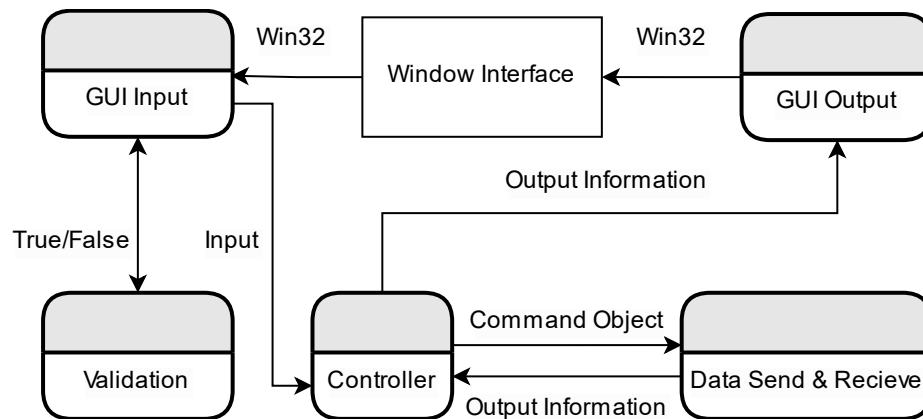 Win32
Win32
Window Interface
GUI Input
GUI Output
Output Information
True/False
Input
Command Object
Validation
Controller
Data Send & Recieve
Output Information